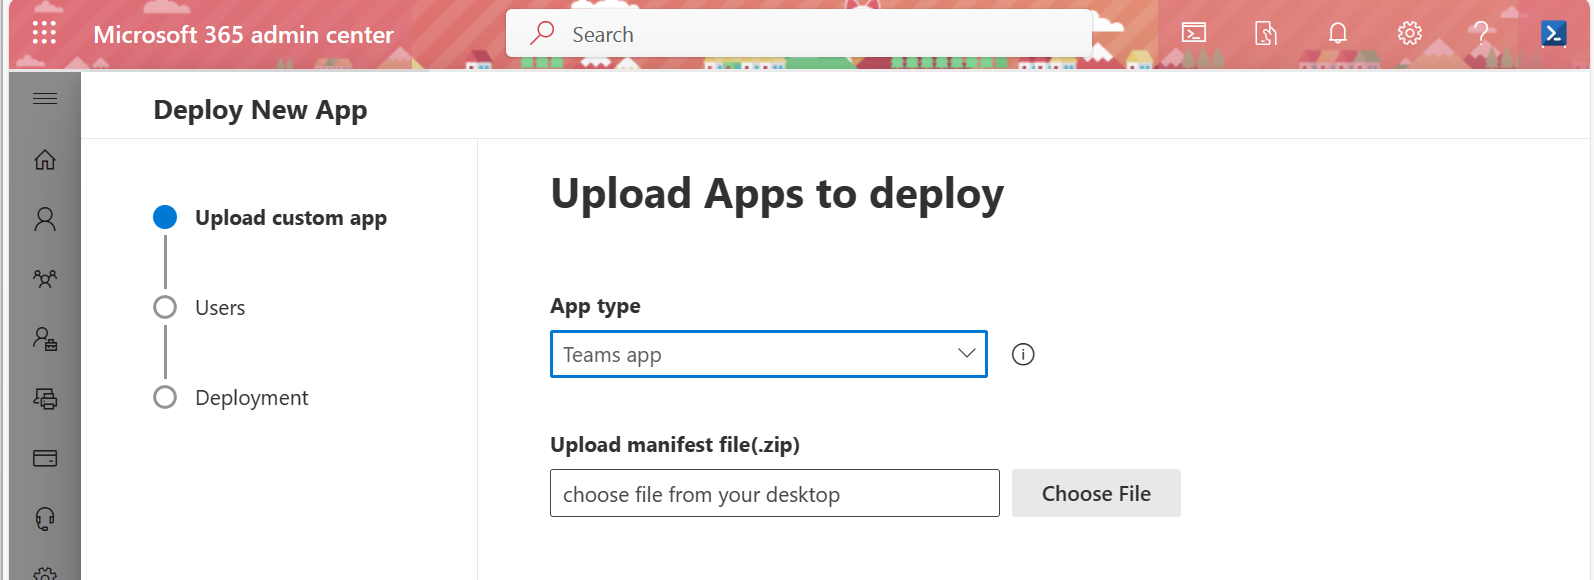 Microsoft 365 admin center
Search
Deploy New App
Upload custom app
Users
Deployment
Upload Apps to deploy
App type
Teams app
Upload manifest file(.zip)
choose file from your desktop
Choose File